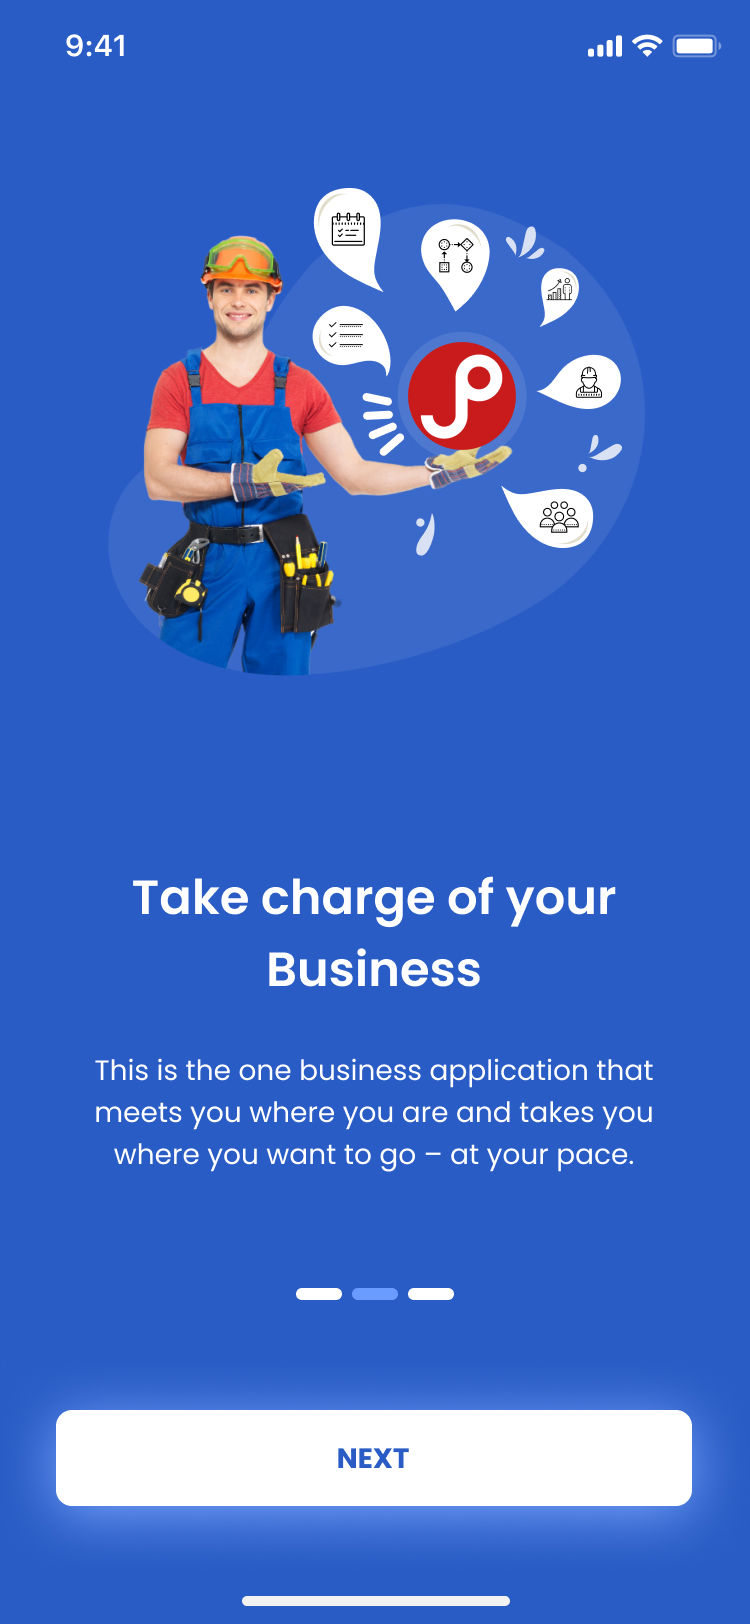 9:41
Take charge of your
Business
This is the one business application that
meets you where you are and takes you
where you want to go – at your pace.
NEXT